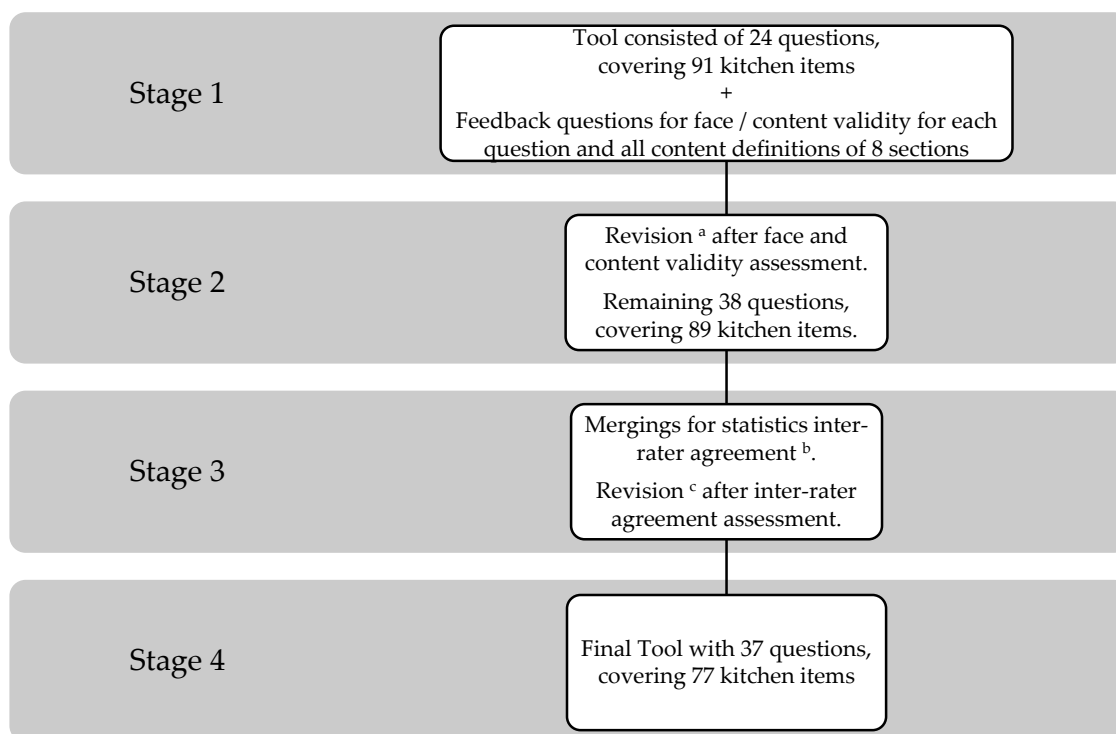 Stage 1
Tool consisted of 24 questions,
covering 91 kitchen items
+
Feedback questions for face / content validity for each
question and all content definitions of 8 sections
Stage 2
Revision ᵃ after face and
content validity assessment.
Remaining 38 questions,
covering 89 kitchen items.
Stage 3
Mergings for statistics inter-
rater agreement ᵇ.
Revision ᶜ after inter-rater
agreement assessment.
Stage 4
Final Tool with 37 questions,
covering 77 kitchen items